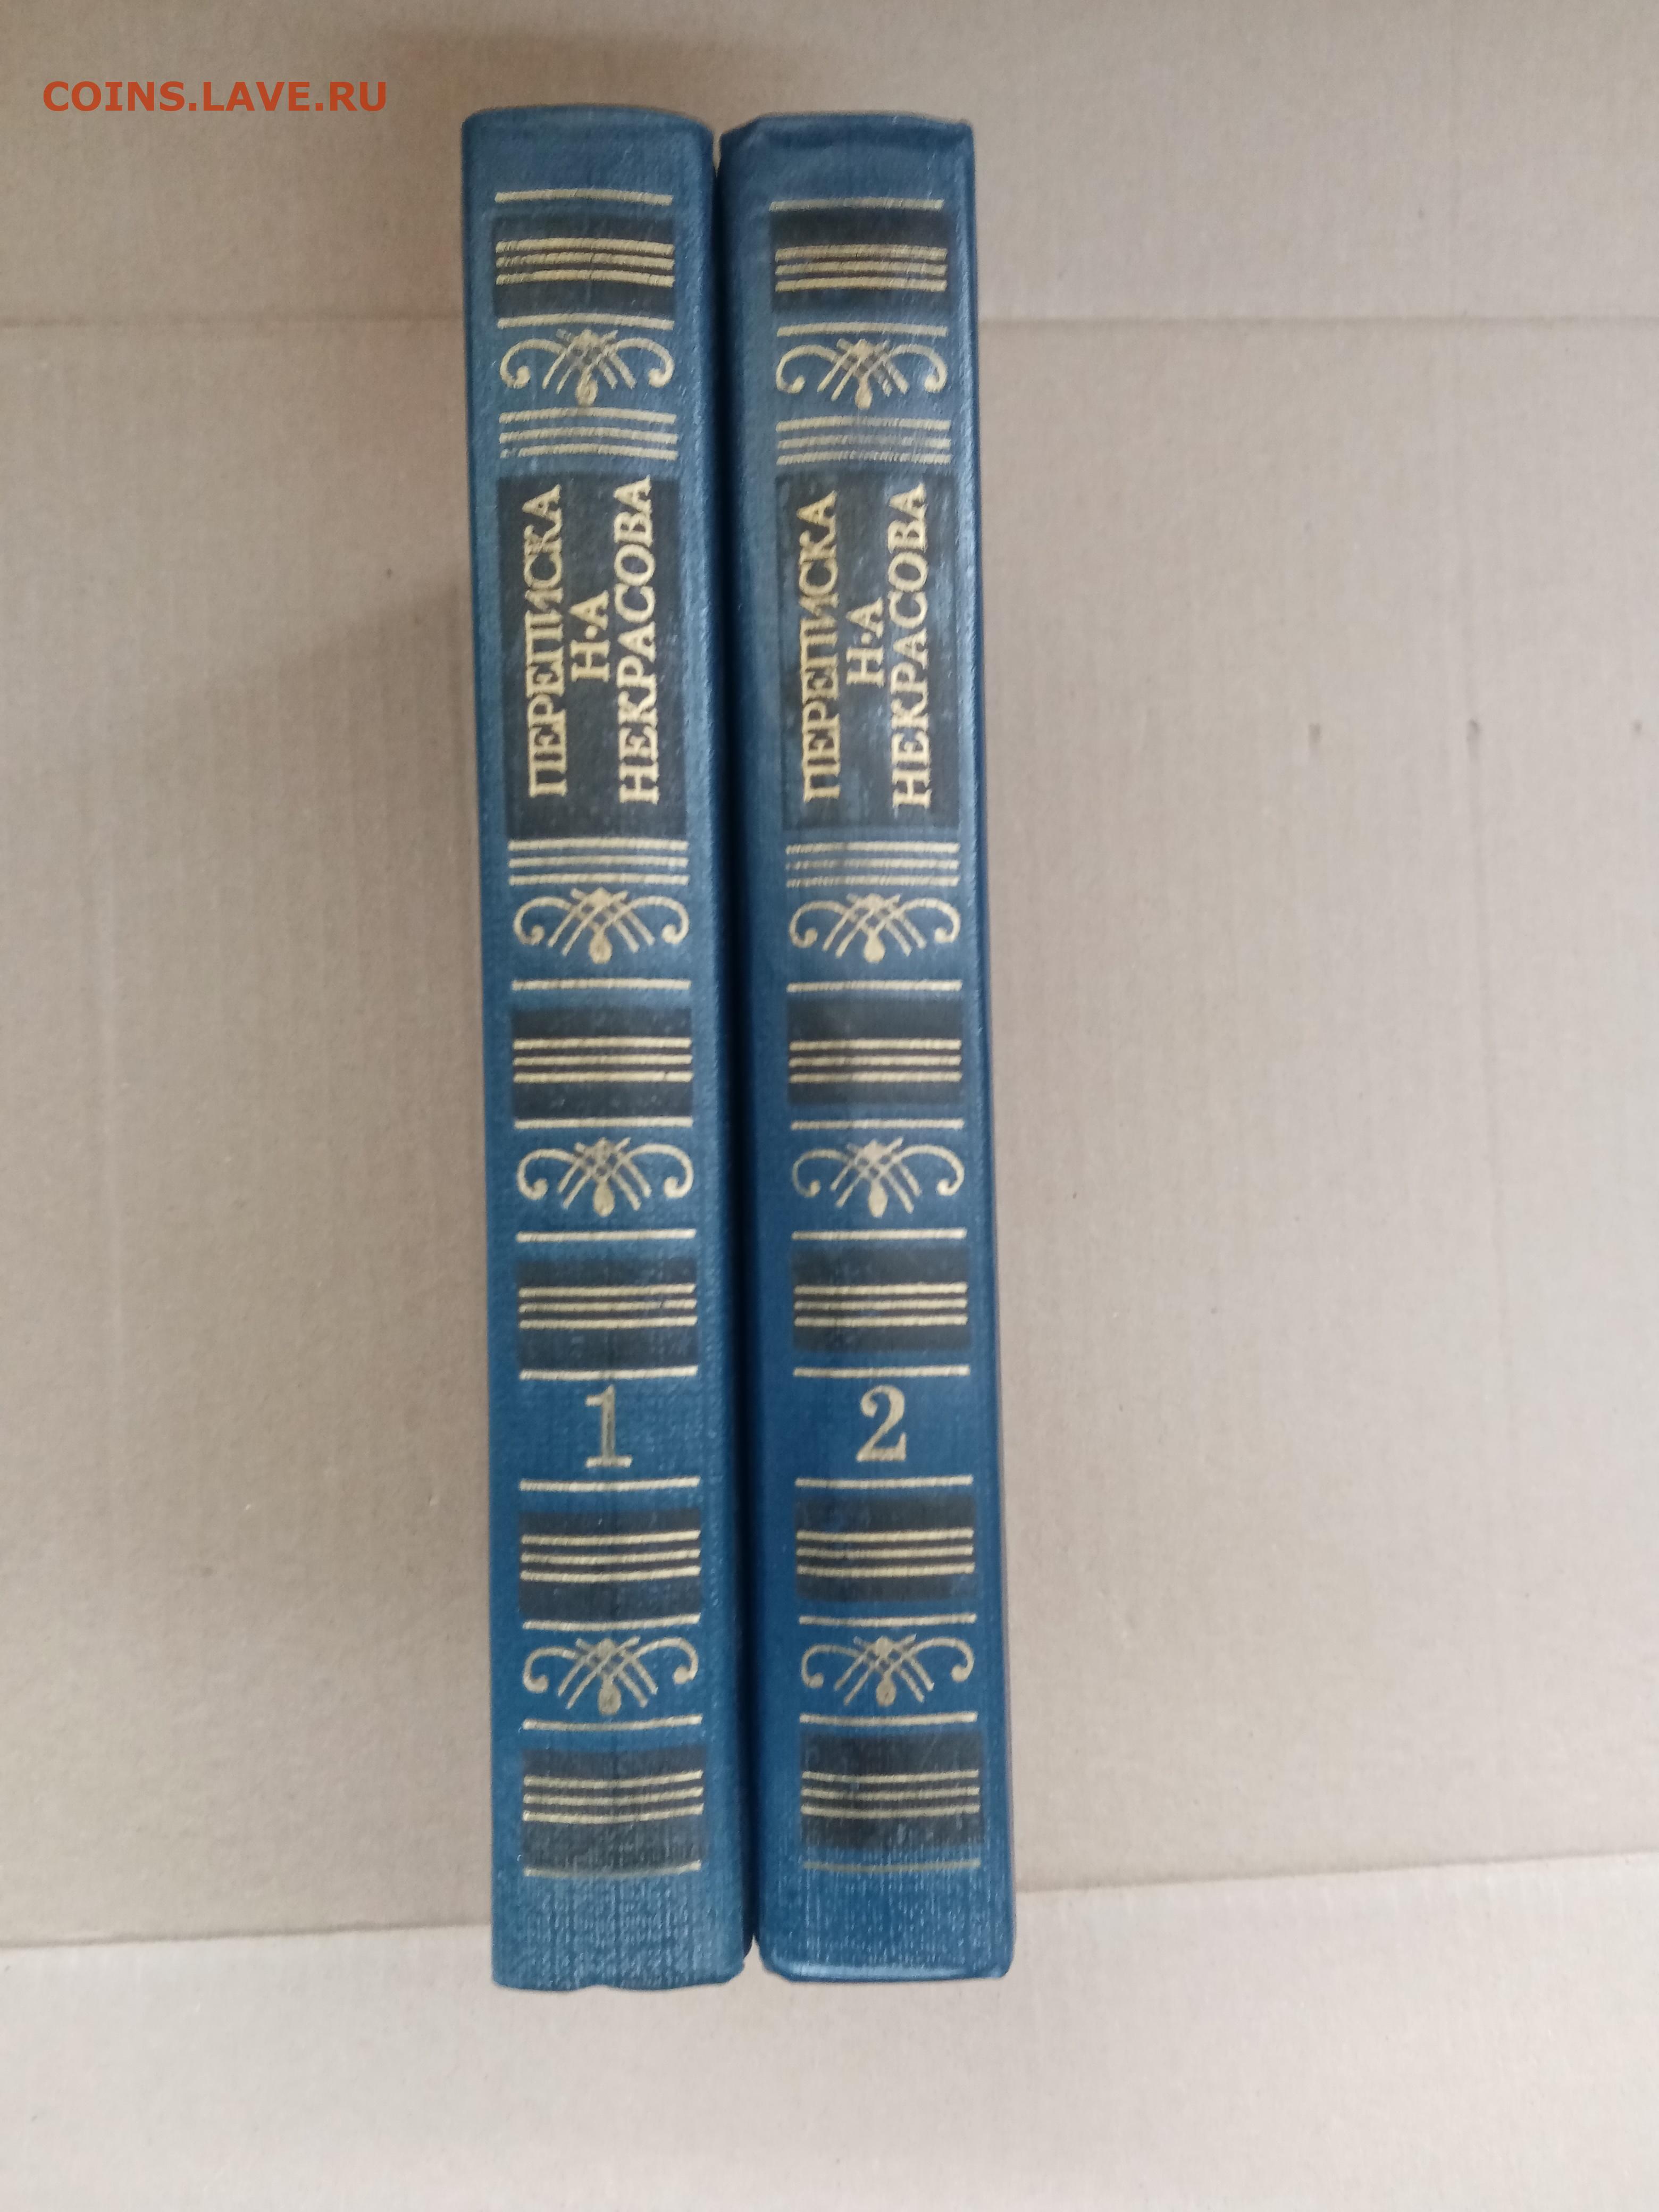 COINS.LAVE.RU
ПЕРЕПИСКА
Н·А
НЕКРАСОВА
1
ПЕРЕПИСКА
Н·А
НЕКРАСОВА
2